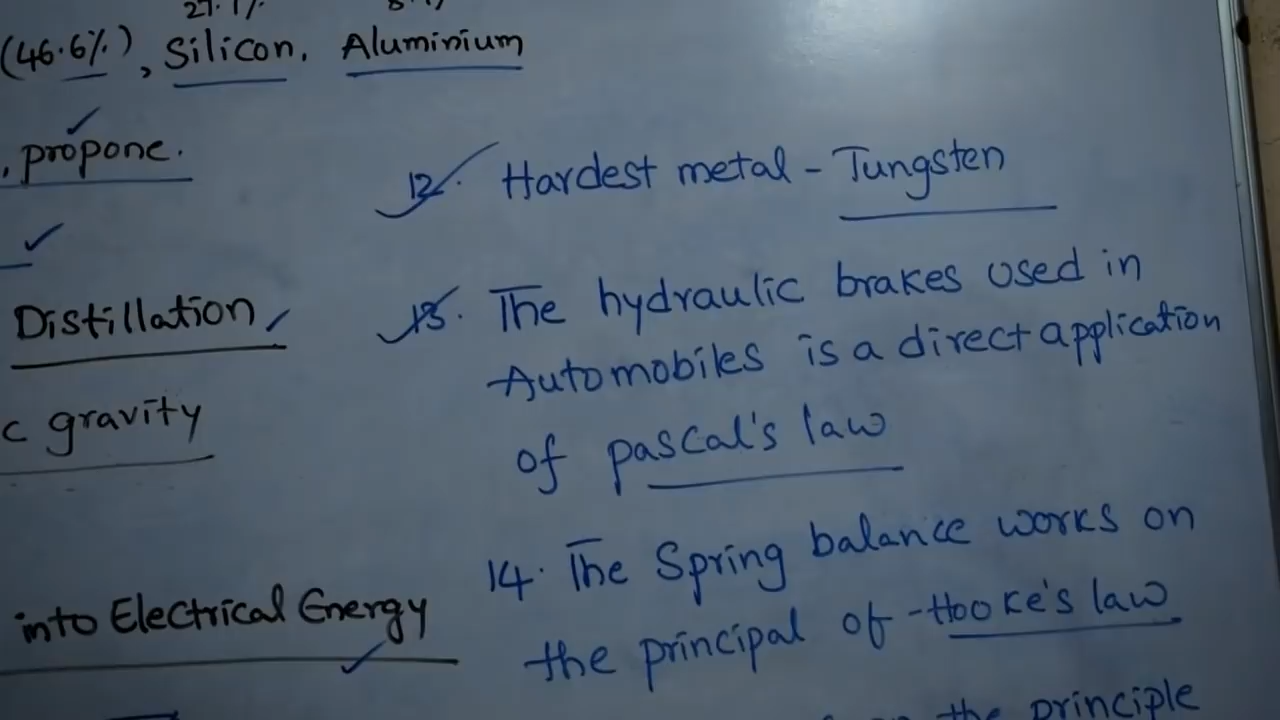 27.1%
(46.6%), Silicon, Aluminium
, propone.
Distillation,
c gravity
into Electrical Energy
12. Hardest metal - Tungsten
13. The hydraulic brakes used in
Automobiles is a direct application
of pascal's law
14. The Spring balance works on
the principal of Hooke's law
the principle